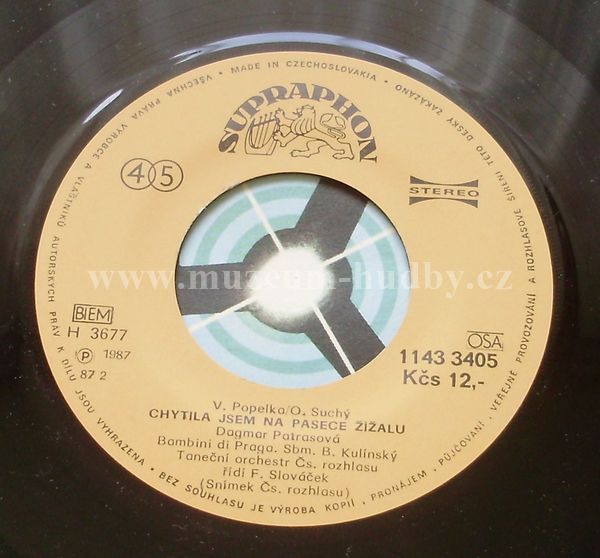 VŠECHNA PRÁVA VÝROBCE A VLASTNÍKŮ AUTORSKÝCH PRÁV K DÍLU JSOU VYHRAZENA • BEZ SOUHLASU JE VÝROBA KOPIÍ, PRONÁJEM, PŮJČOVÁNÍ, VEŘEJNÉ PROVOZOVÁNÍ A ROZHLASOVÉ ŠÍŘENÍ TÉTO DESKY ZAKÁZÁNO • MADE IN CZECHOSLOVAKIA •
SUPRAPHON
45
STEREO
www.muzeum-hudby.cz
BIEM
H 3677
Ⓟ 1987
87 2
OSA
1143 3405
Kčs 12,-
V. Popelka/O. Suchý
CHYTILA JSEM NA PASECE ŽÍŽALU
Dagmar Patrasová
Bambini di Praga. Sbm. B. Kulínský
Taneční orchestr Čs. rozhlasu
řídí F. Slováček
(Snímek Čs. rozhlasu)